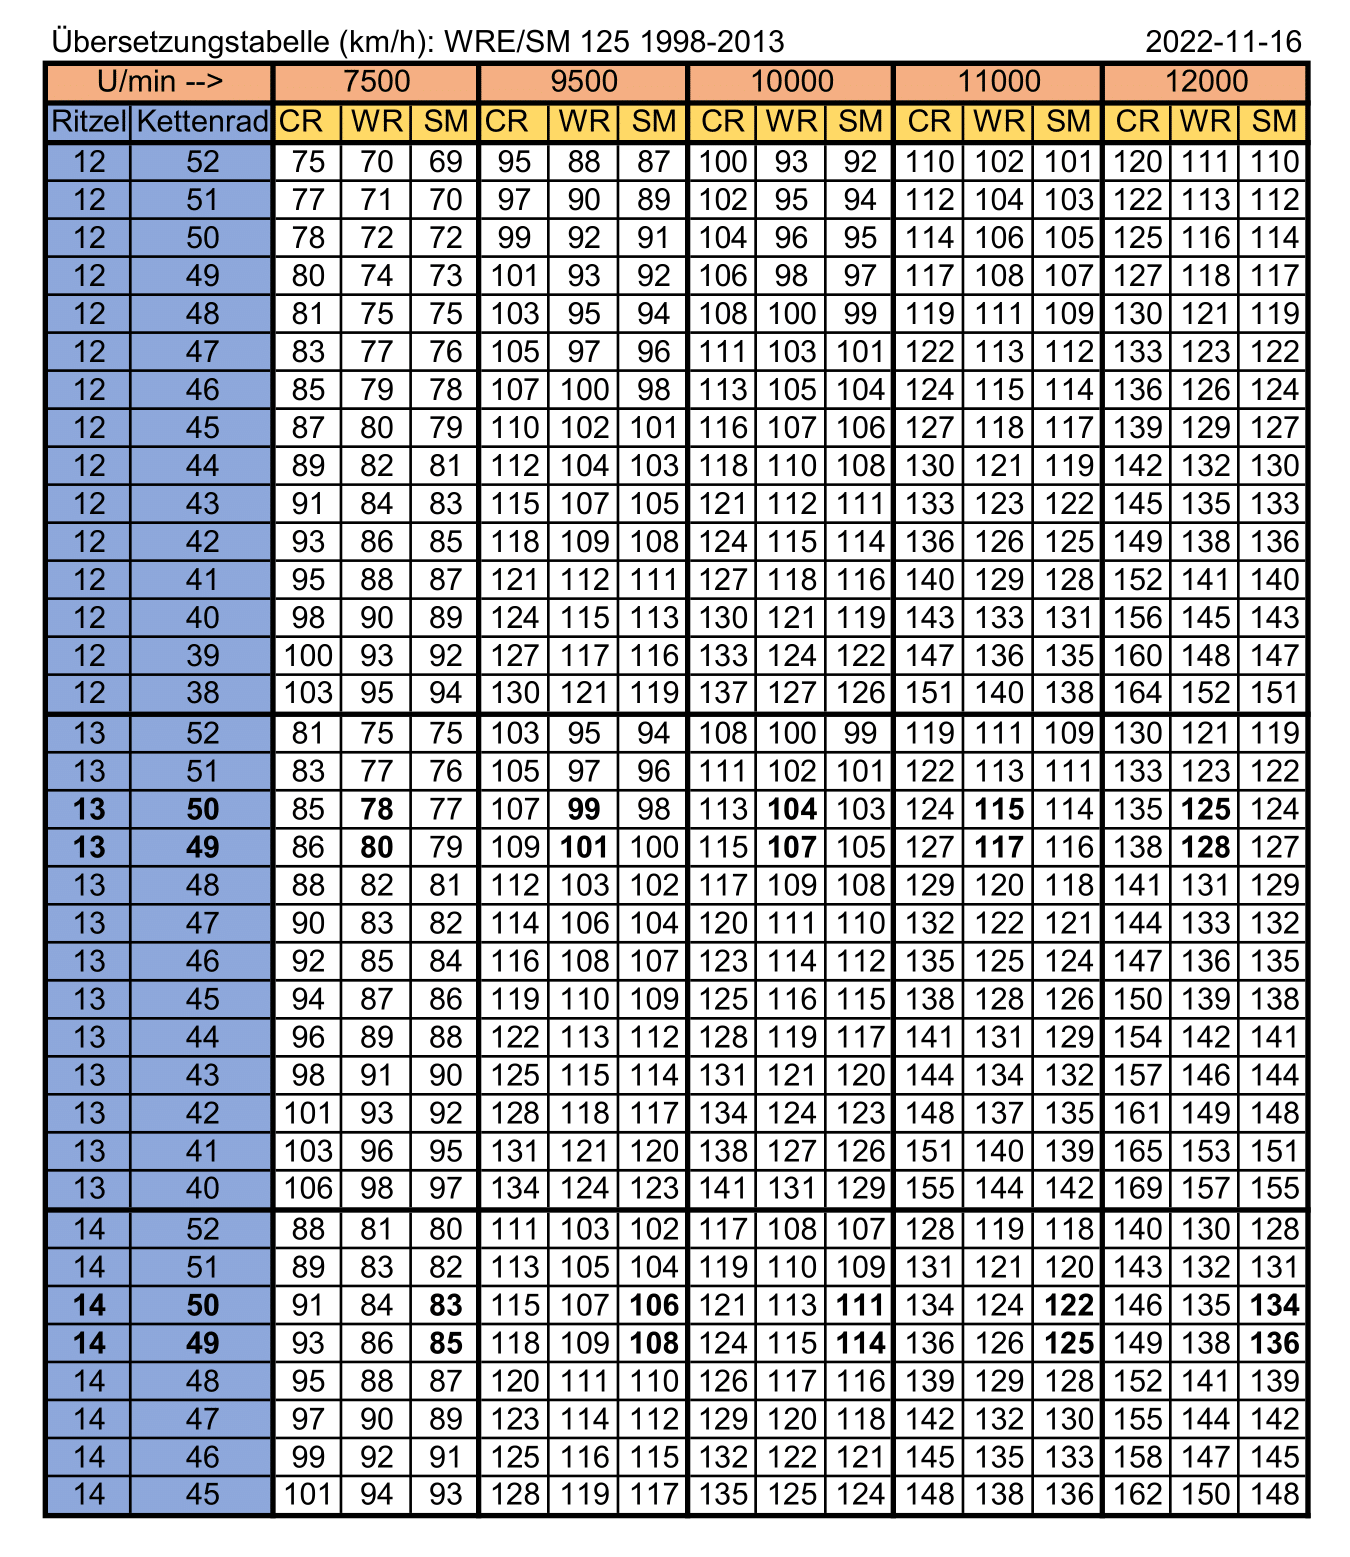 Übersetzungstabelle (km/h): WRE/SM 125 1998-2013 2022-11-16
U/min --> 7500 9500 10000 11000 12000
Ritzel Kettenrad CR WR SM CR WR SM CR WR SM CR WR SM CR WR SM
12 52 75 70 69 95 88 87 100 93 92 110 102 101 120 111 110
12 51 77 71 70 97 90 89 102 95 94 112 104 103 122 113 112
12 50 78 72 72 99 92 91 104 96 95 114 106 105 125 116 114
12 49 80 74 73 101 93 92 106 98 97 117 108 107 127 118 117
12 48 81 75 75 103 95 94 108 100 99 119 111 109 130 121 119
12 47 83 77 76 105 97 96 111 103 101 122 113 112 133 123 122
12 46 85 79 78 107 100 98 113 105 104 124 115 114 136 126 124
12 45 87 80 79 110 102 101 116 107 106 127 118 117 139 129 127
12 44 89 82 81 112 104 103 118 110 108 130 121 119 142 132 130
12 43 91 84 83 115 107 105 121 112 111 133 123 122 145 135 133
12 42 93 86 85 118 109 108 124 115 114 136 126 125 149 138 136
12 41 95 88 87 121 112 111 127 118 116 140 129 128 152 141 140
12 40 98 90 89 124 115 113 130 121 119 143 133 131 156 145 143
12 39 100 93 92 127 117 116 133 124 122 147 136 135 160 148 147
12 38 103 95 94 130 121 119 137 127 126 151 140 138 164 152 151
13 52 81 75 75 103 95 94 108 100 99 119 111 109 130 121 119
13 51 83 77 76 105 97 96 111 102 101 122 113 111 133 123 122
13 50 85 78 77 107 99 98 113 104 103 124 115 114 135 125 124
13 49 86 80 79 109 101 100 115 107 105 127 117 116 138 128 127
13 48 88 82 81 112 103 102 117 109 108 129 120 118 141 131 129
13 47 90 83 82 114 106 104 120 111 110 132 122 121 144 133 132
13 46 92 85 84 116 108 107 123 114 112 135 125 124 147 136 135
13 45 94 87 86 119 110 109 125 116 115 138 128 126 150 139 138
13 44 96 89 88 122 113 112 128 119 117 141 131 129 154 142 141
13 43 98 91 90 125 115 114 131 121 120 144 134 132 157 146 144
13 42 101 93 92 128 118 117 134 124 123 148 137 135 161 149 148
13 41 103 96 95 131 121 120 138 127 126 151 140 139 165 153 151
13 40 106 98 97 134 124 123 141 131 129 155 144 142 169 157 155
14 52 88 81 80 111 103 102 117 108 107 128 119 118 140 130 128
14 51 89 83 82 113 105 104 119 110 109 131 121 120 143 132 131
14 50 91 84 83 115 107 106 121 113 111 134 124 122 146 135 134
14 49 93 86 85 118 109 108 124 115 114 136 126 125 149 138 136
14 48 95 88 87 120 111 110 126 117 116 139 129 128 152 141 139
14 47 97 90 89 123 114 112 129 120 118 142 132 130 155 144 142
14 46 99 92 91 125 116 115 132 122 121 145 135 133 158 147 145
14 45 101 94 93 128 119 117 135 125 124 148 138 136 162 150 148